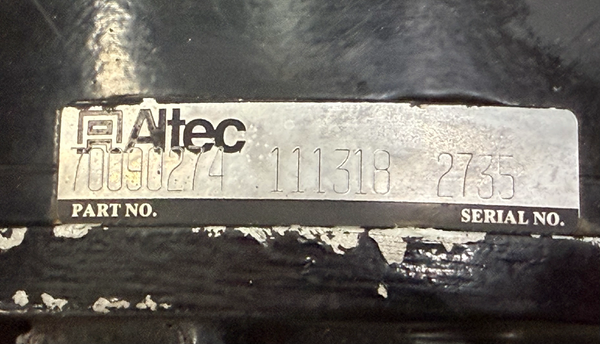 Altec
70090274 111318 2735
PART NO. SERIAL NO.